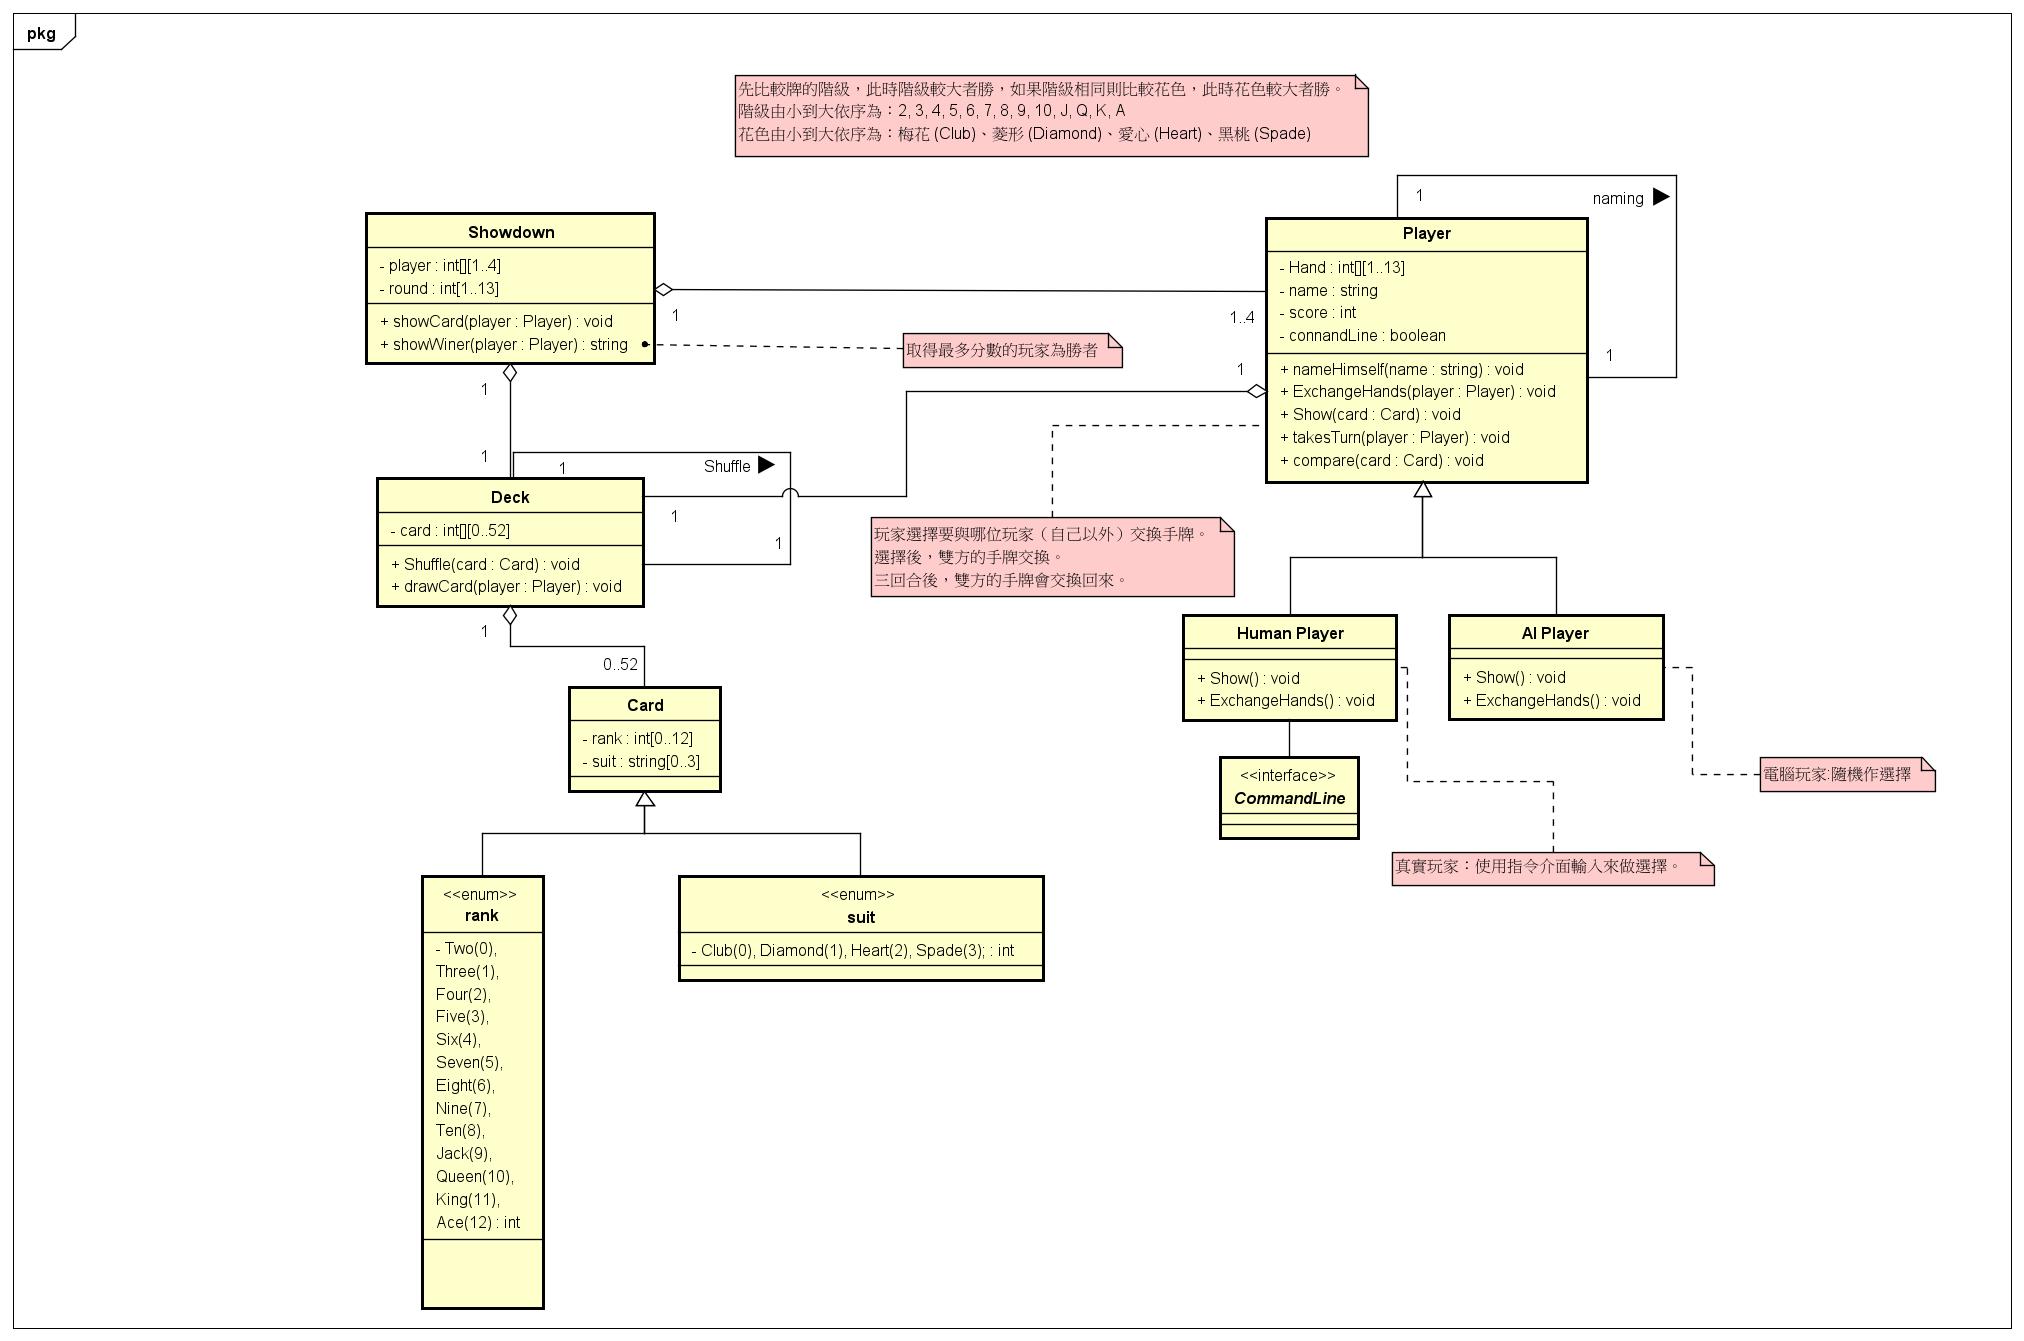 pkg
先比較牌的階級，此時階級較大者勝，如果階級相同則比較花色，此時花色較大者勝。
階級由小到大依序為：2, 3, 4, 5, 6, 7, 8, 9, 10, J, Q, K, A
花色由小到大依序為：梅花 (Club)、菱形 (Diamond)、愛心 (Heart)、黑桃 (Spade)
Showdown
- player : int[][1..4]
- round : int[1..13]
+ showCard(player : Player) : void
+ showWiner(player : Player) : string
1
1..4
取得最多分數的玩家為勝者
1
naming
Player
- Hand : int[][1..13]
- name : string
- score : int
- connandLine : boolean
+ nameHimself(name : string) : void
+ ExchangeHands(player : Player) : void
+ Show(card : Card) : void
+ takesTurn(player : Player) : void
+ compare(card : Card) : void
1
1
1
1
1
Shuffle
Deck
- card : int[][0..52]
+ Shuffle(card : Card) : void
+ drawCard(player : Player) : void
1
1
玩家選擇要與哪位玩家（自己以外）交換手牌。
選擇後，雙方的手牌交換。
三回合後，雙方的手牌會交換回來。
1
0..52
Human Player
+ Show() : void
+ ExchangeHands() : void
AI Player
+ Show() : void
+ ExchangeHands() : void
Card
- rank : int[0..12]
- suit : string[0..3]
<<interface>>
CommandLine
電腦玩家:隨機作選擇
真實玩家：使用指令介面輸入來做選擇。
<<enum>>
rank
- Two(0),
Three(1),
Four(2),
Five(3),
Six(4),
Seven(5),
Eight(6),
Nine(7),
Ten(8),
Jack(9),
Queen(10),
King(11),
Ace(12) : int
<<enum>>
suit
- Club(0), Diamond(1), Heart(2), Spade(3); : int